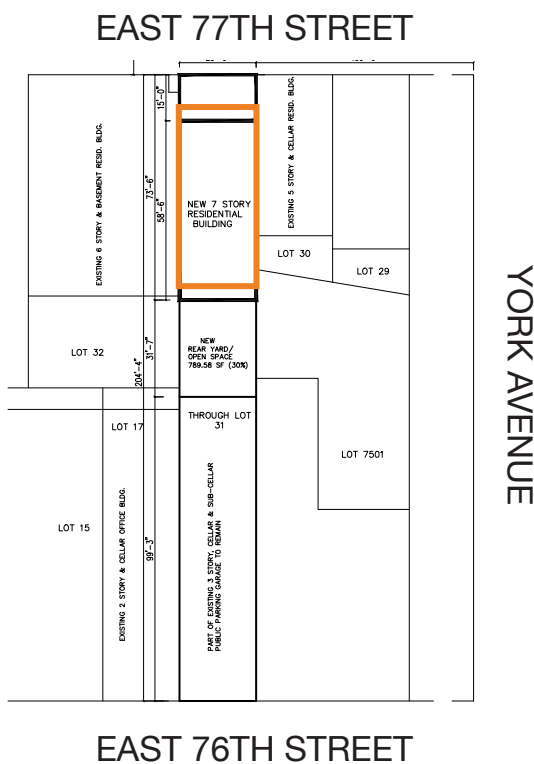 EAST 77TH STREET
15'-0"
EXISTING 6 STORY & BASEMENT RESID. BLDG.
73'-6"
58'-6"
EXISTING 5 STORY & CELLAR RESID. BLDG.
NEW 7 STORY
RESIDENTIAL
BUILDING
LOT 30
LOT 29
YORK AVENUE
LOT 32
31'-7"
204'-4"
NEW
REAR YARD/
OPEN SPACE
789.58 SF (30%)
THROUGH LOT
31
LOT 17
LOT 7501
LOT 15
EXISTING 2 STORY & CELLAR OFFICE BLDG.
99'-3"
PART OF EXISTING 3 STORY, CELLAR & SUB-CELLAR
PUBLIC PARKING GARAGE TO REMAIN
EAST 76TH STREET